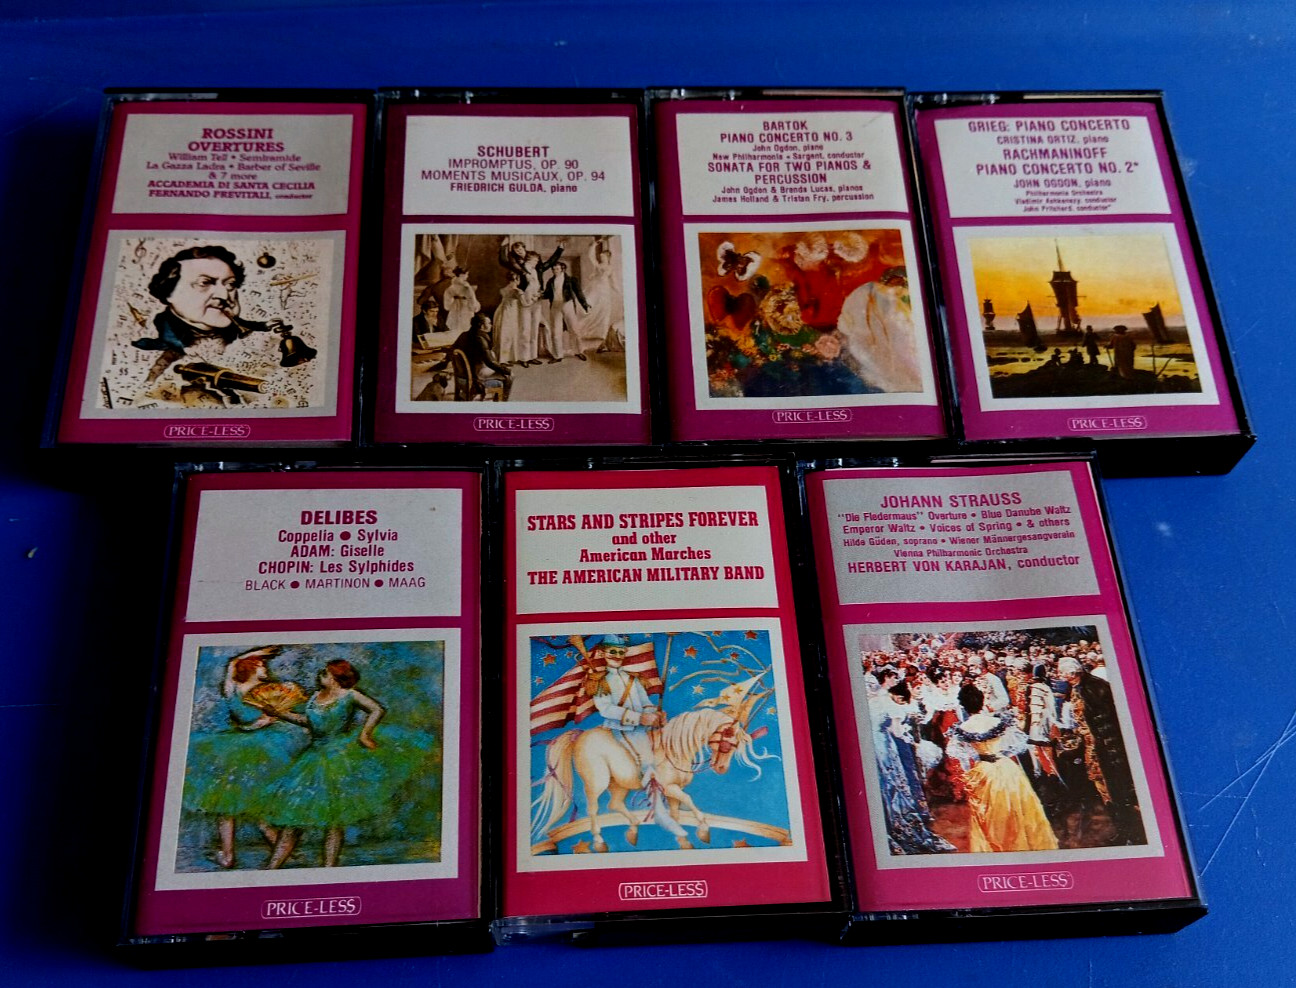 ROSSINI
OVERTURES
William Tell • Semiramide
La Gazza Ladra • Barber of Seville
& 7 more
ACCADEMIA DI SANTA CECILIA
FERNANDO PREVITALI, conductor
PRICE-LESS
SCHUBERT
IMPROMPTUS, OP. 90
MOMENTS MUSICAUX, OP. 94
FRIEDRICH GULDA, piano
PRICE-LESS
BARTOK
PIANO CONCERTO NO. 3
John Ogdon, piano
New Philharmonia • Sargent, conductor
SONATA FOR TWO PIANOS &
PERCUSSION
John Ogdon & Brenda Lucas, pianos
James Holland & Tristan Fry, percussion
PRICE-LESS
GRIEG: PIANO CONCERTO
CRISTINA ORTIZ, piano
RACHMANINOFF
PIANO CONCERTO NO. 2*
JOHN OGDON, piano
Philharmonia Orchestra
Vladimir Ashkenazy, conductor
John Pritchard, conductor*
PRICE-LESS
DELIBES
Coppelia • Sylvia
ADAM: Giselle
CHOPIN: Les Sylphides
BLACK • MARTINON • MAAG
PRICE-LESS
STARS AND STRIPES FOREVER
and other
American Marches
THE AMERICAN MILITARY BAND
PRICE-LESS
JOHANN STRAUSS
"Die Fledermaus" Overture • Blue Danube Waltz
Emperor Waltz • Voices of Spring • & others
Hilde Güden, soprano • Wiener Männergesangverein
Vienna Philharmonic Orchestra
HERBERT VON KARAJAN, conductor
PRICE-LESS